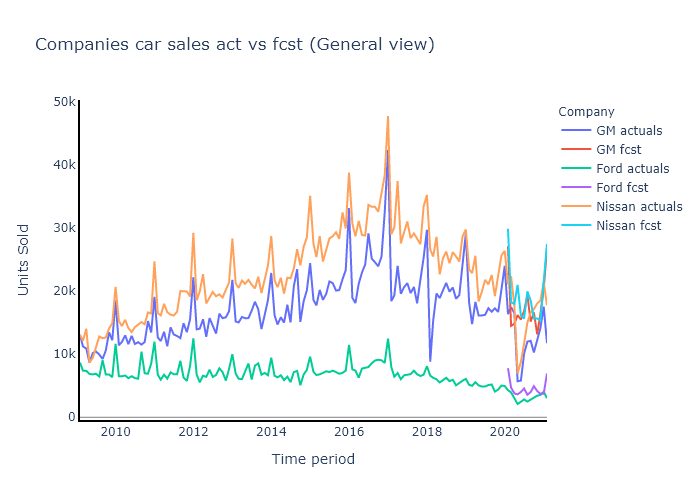 Companies car sales act vs fcst (General view)
50k
40k
30k
20k
10k
0
Units Sold
2010
2012
2014
2016
2018
2020
Time period
Company
GM actuals
GM fcst
Ford actuals
Ford fcst
Nissan actuals
Nissan fcst